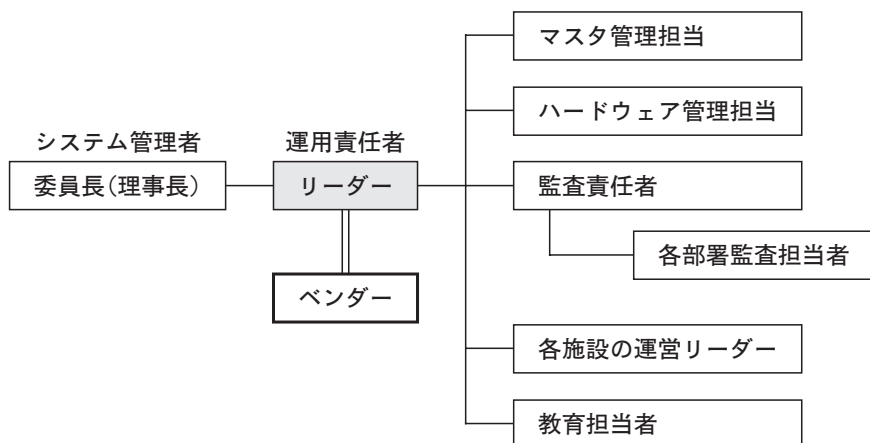 マスタ管理担当
ハードウェア管理担当
システム管理者
運用責任者
委員長(理事長)
リーダー
監査責任者
各部署監査担当者
ベンダー
各施設の運営リーダー
教育担当者